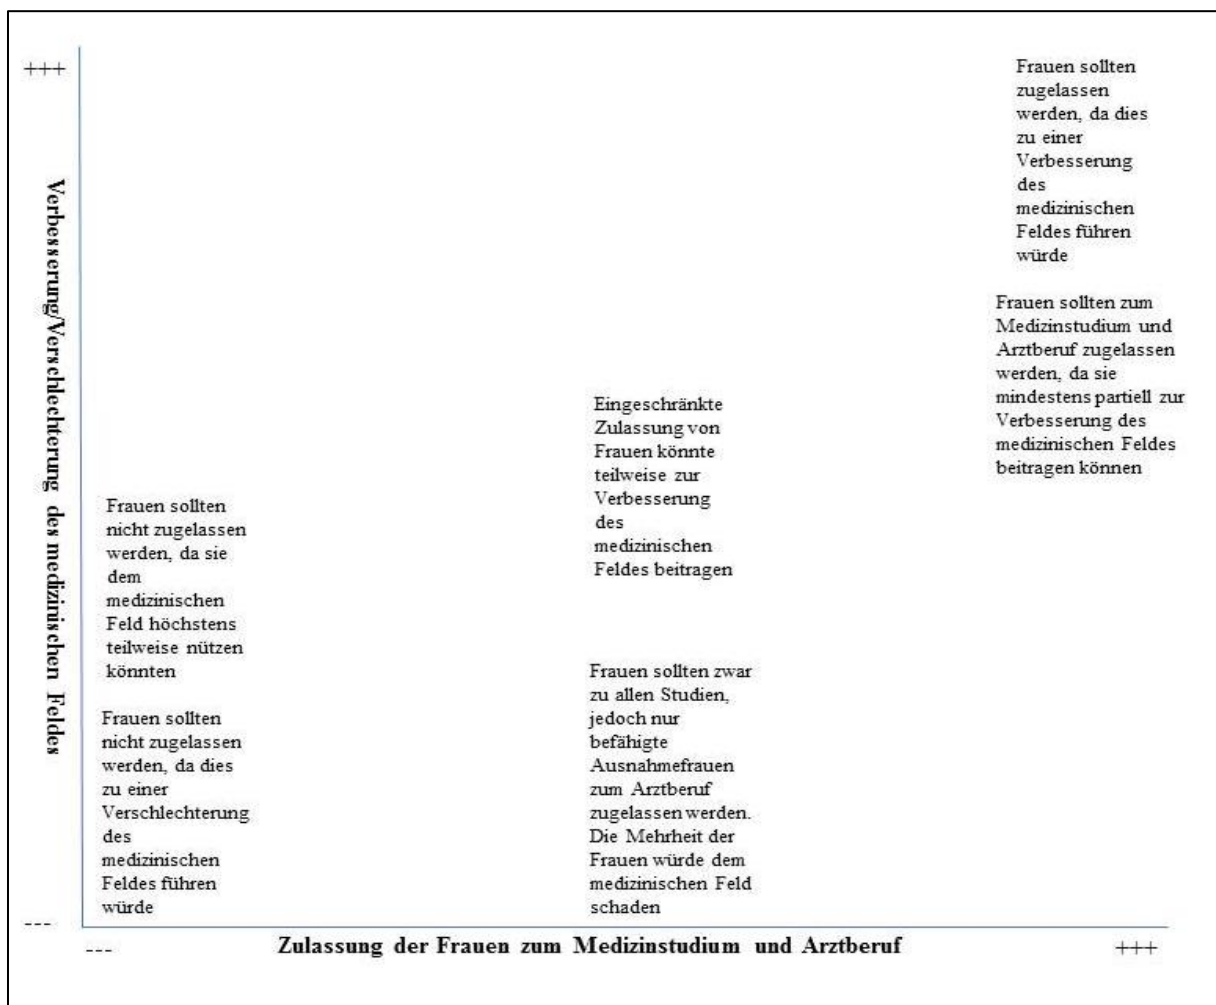 +++
Verbesserung/Verschlechterung des medizinischen Feldes
Frauen sollten
zugelassen
werden, da dies
zu einer
Verbesserung
des
medizinischen
Feldes führen
würde
Frauen sollten zum
Medizinstudium und
Arztberuf zugelassen
werden, da sie
mindestens partiell zur
Verbesserung des
medizinischen Feldes
beitragen können
Eingeschränkte
Zulassung von
Frauen könnte
teilweise zur
Verbesserung
des
medizinischen
Feldes beitragen
Frauen sollten
nicht zugelassen
werden, da sie
dem
medizinischen
Feld höchstens
teilweise nützen
könnten
Frauen sollten zwar
zu allen Studien,
jedoch nur
befähigte
Ausnahmefrauen
zum Arztberuf
zugelassen werden.
Die Mehrheit der
Frauen würde dem
medizinischen Feld
schaden
Frauen sollten
nicht zugelassen
werden, da dies
zu einer
Verschlechterung
des
medizinischen
Feldes führen
würde
---
--- Zulassung der Frauen zum Medizinstudium und Arztberuf +++